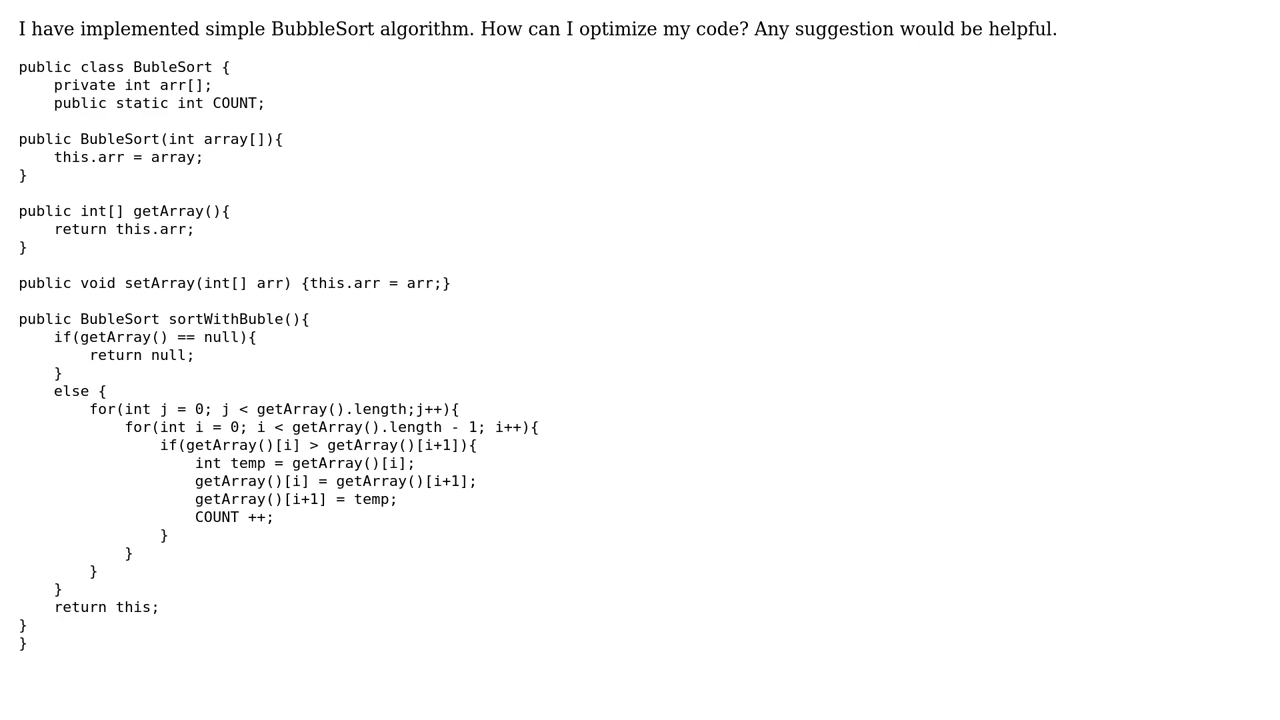 I have implemented simple BubbleSort algorithm. How can I optimize my code? Any suggestion would be helpful.
public class BubleSort {
    private int arr[];
    public static int COUNT;

public BubleSort(int array[]){
    this.arr = array;
}

public int[] getArray(){
    return this.arr;
}

public void setArray(int[] arr) {this.arr = arr;}

public BubleSort sortWithBuble(){
    if(getArray() == null){
        return null;
    }
    else {
        for(int j = 0; j < getArray().length;j++){
            for(int i = 0; i < getArray().length - 1; i++){
                if(getArray()[i] > getArray()[i+1]){
                    int temp = getArray()[i];
                    getArray()[i] = getArray()[i+1];
                    getArray()[i+1] = temp;
                    COUNT ++;
                }
            }
        }
    }
    return this;
}
}